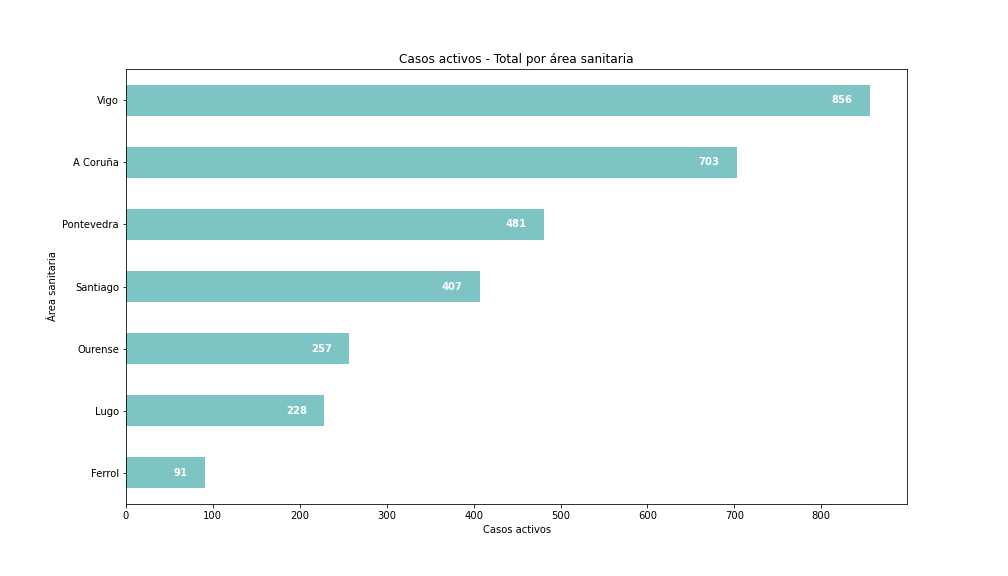 Casos activos - Total por área sanitaria
Área sanitaria
Vigo 856
A Coruña 703
Pontevedra 481
Santiago 407
Ourense 257
Lugo 228
Ferrol 91
0 100 200 300 400 500 600 700 800
Casos activos